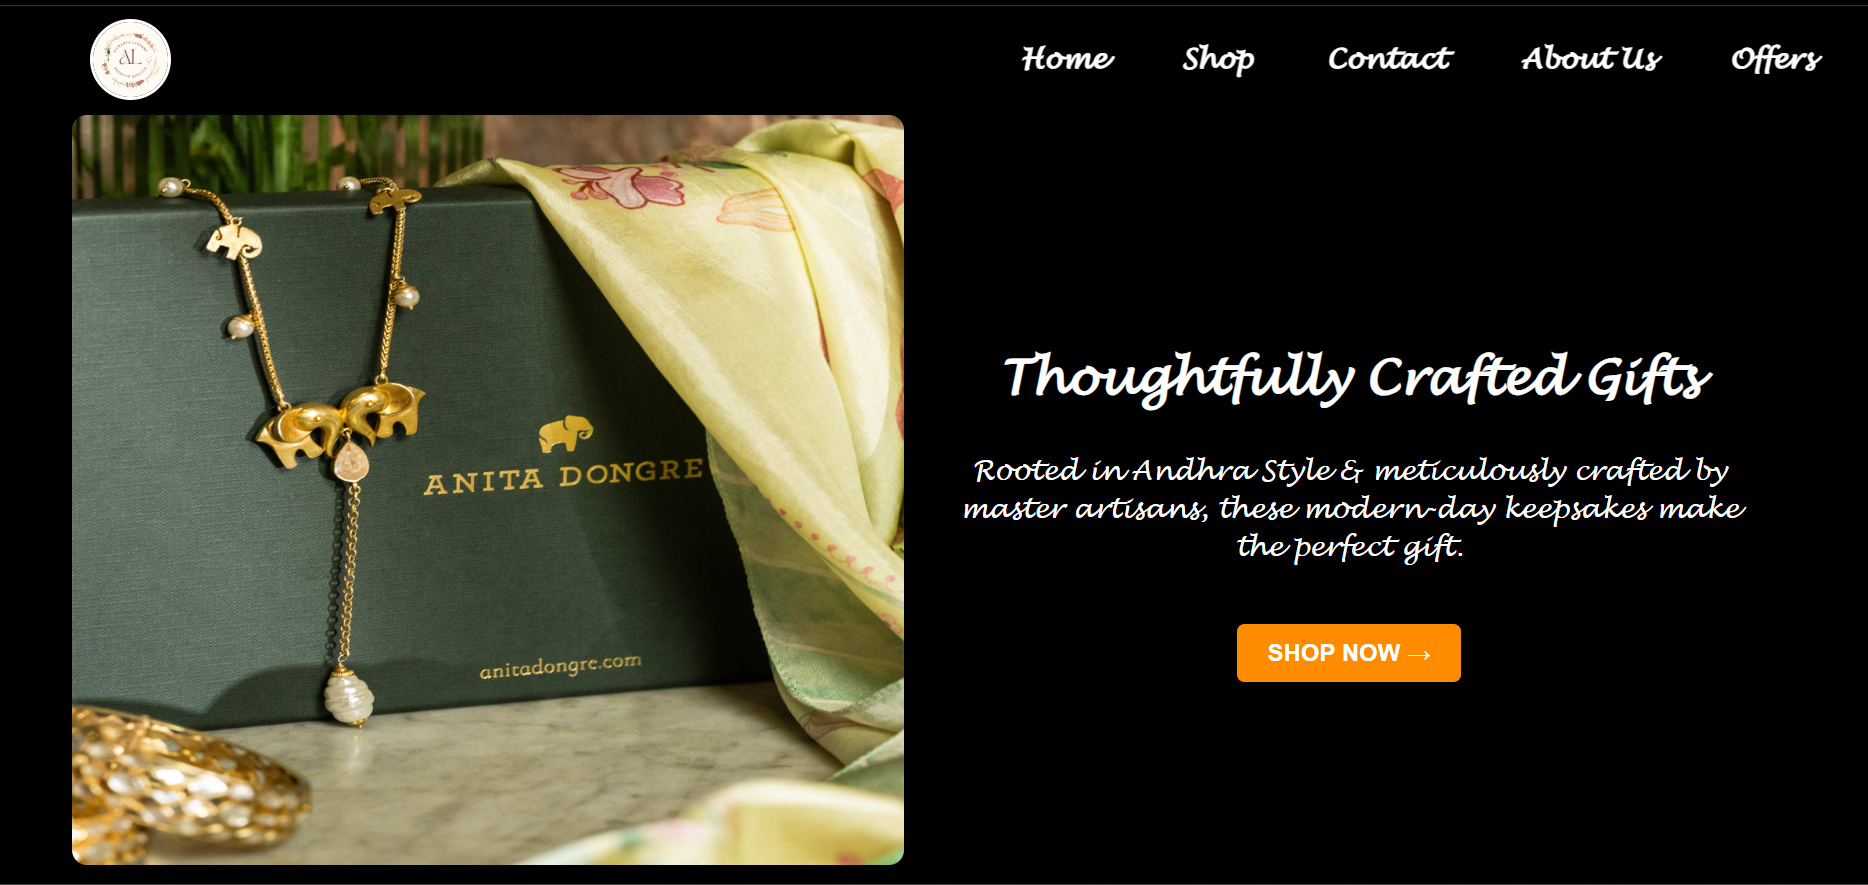 AL
Home
Shop
Contact
About Us
Offers
ANITA DONGRE
anitadongre.com
Thoughtfully Crafted Gifts
Rooted in Andhra Style & meticulously crafted by
master artisans, these modern-day keepsakes make
the perfect gift.
SHOP NOW →